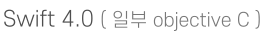 Swift 4.0 ( 일부 objective C )